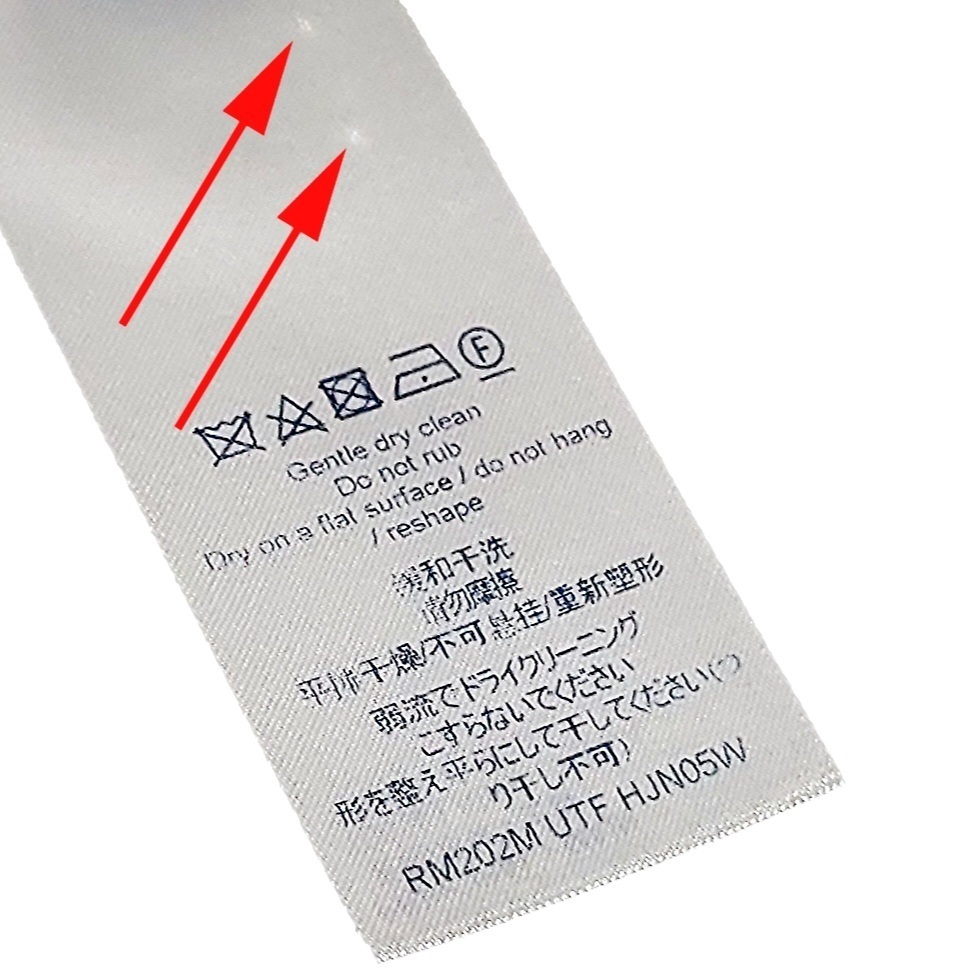 F
Gentle dry clean
Do not rub
Dry on a flat surface / do not hang
/ reshape
缓和干洗
请勿摩擦
平摊干燥/不可悬挂/重新塑形
弱流でドライクリーニング
こすらないでください
形を整え平らにして干してください(つ
り干し不可)
RM202M UTF HJN05W